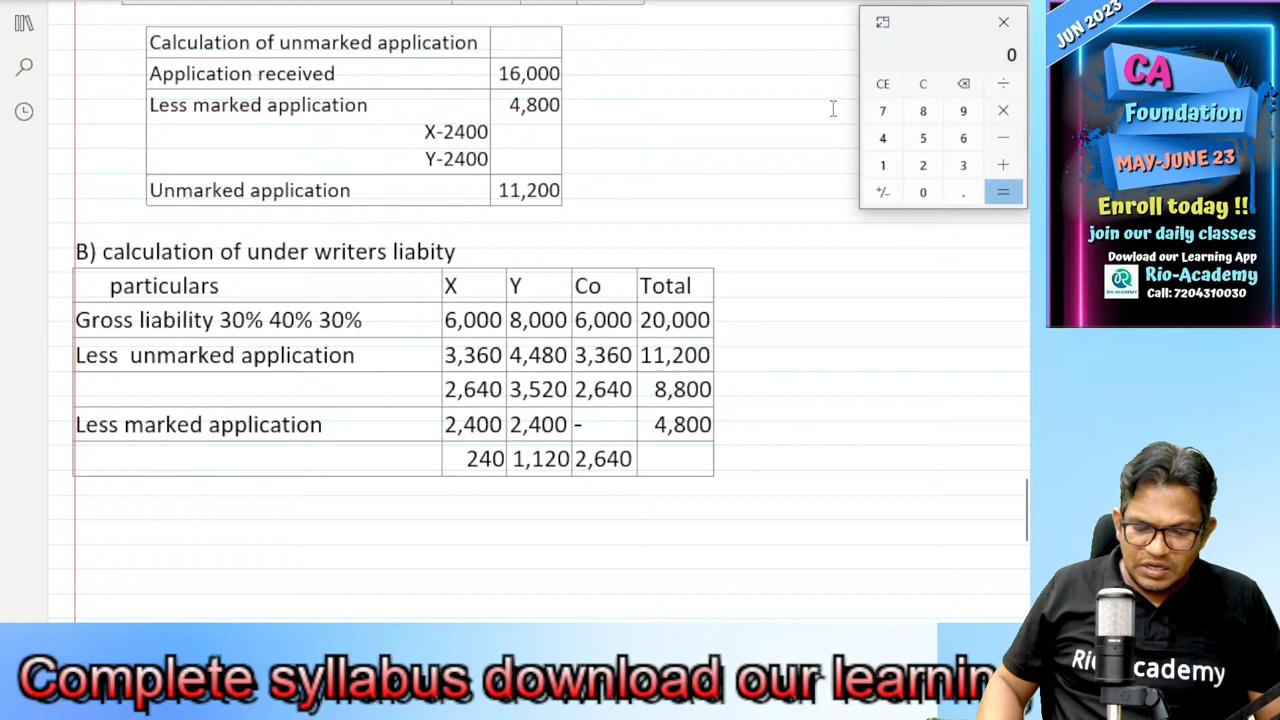 Calculation of unmarked application
Application received 16,000
Less marked application 4,800
X-2400
Y-2400
Unmarked application 11,200
B) calculation of under writers liabity
particulars X Y Co Total
Gross liability 30% 40% 30% 6,000 8,000 6,000 20,000
Less unmarked application 3,360 4,480 3,360 11,200
2,640 3,520 2,640 8,800
Less marked application 2,400 2,400 - 4,800
240 1,120 2,640
0
CE C ⌫ ÷
7 8 9 ×
4 5 6 −
1 2 3 +
+/- 0 . =
JUN 2023
CA
Foundation
MAY-JUNE 23
Enroll today !!
join our daily classes
Dowload our Learning App
RIO ACADEMY
Rio-Academy
Call: 7204310030
Rio Academy
Complete syllabus download our learnin